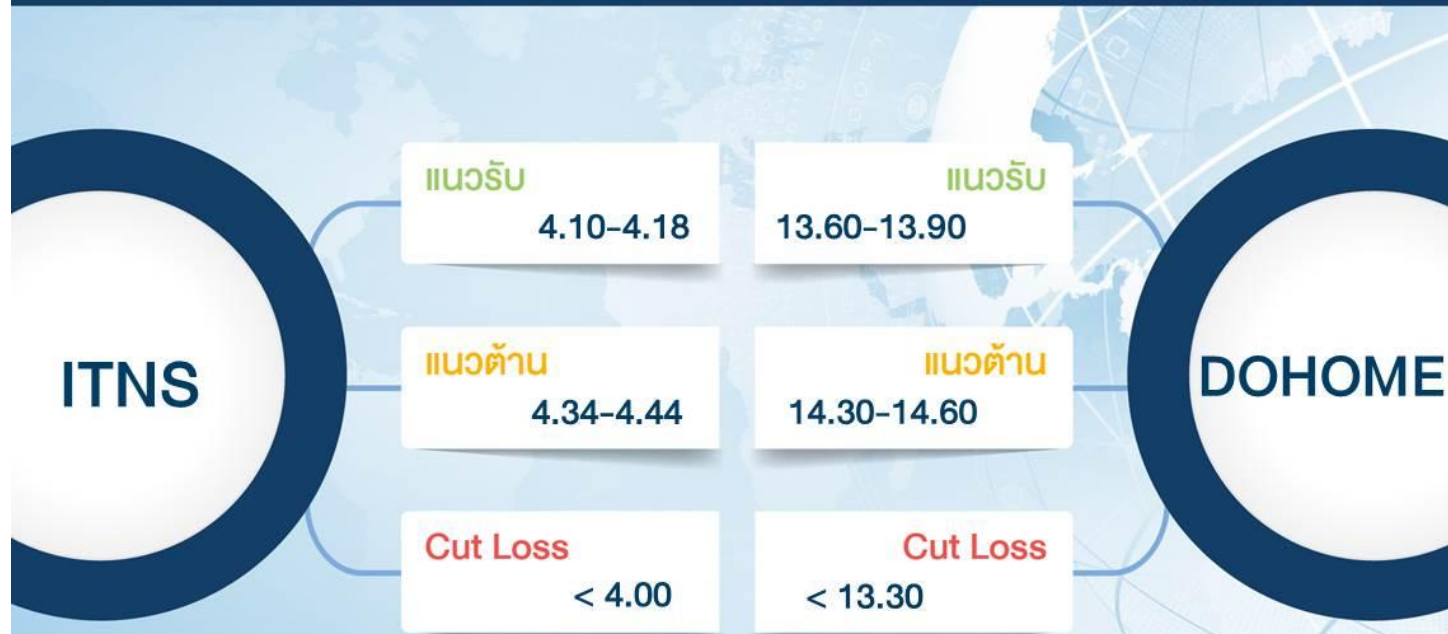 ITNS
แนวรับ
4.10-4.18
แนวต้าน
4.34-4.44
Cut Loss
< 4.00
แนวรับ
13.60-13.90
แนวต้าน
14.30-14.60
Cut Loss
< 13.30
DOHOME